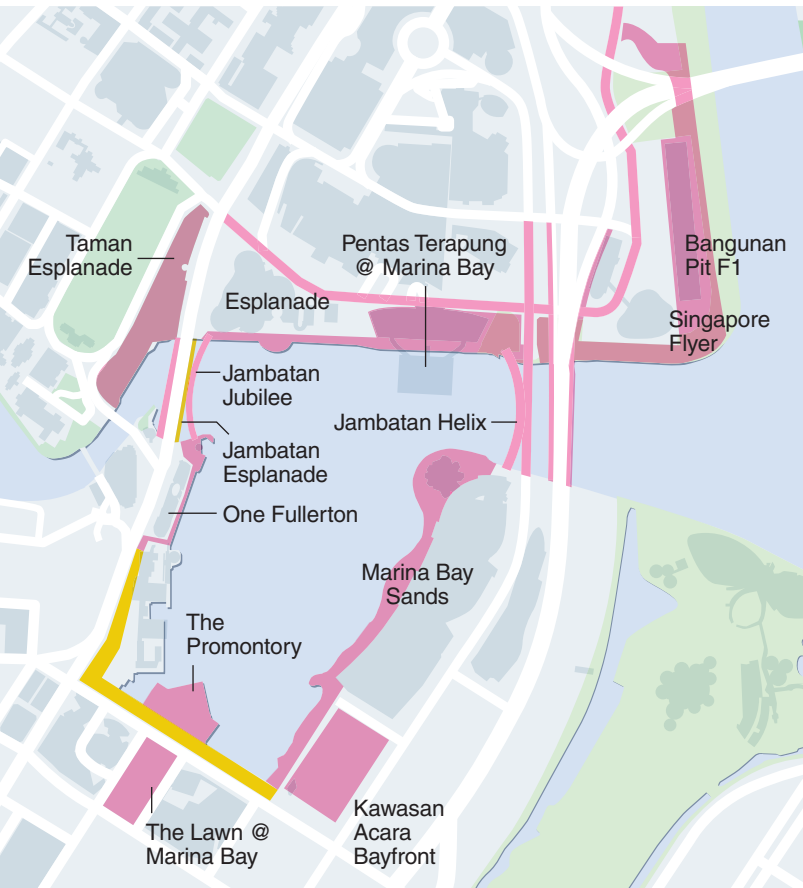 Taman
Esplanade
Pentas Terapung
@ Marina Bay
Bangunan
Pit F1
Esplanade
Singapore
Flyer
Jambatan
Jubilee
Jambatan Helix
Jambatan
Esplanade
One Fullerton
Marina Bay
Sands
The
Promontory
The Lawn @
Marina Bay
Kawasan
Acara
Bayfront